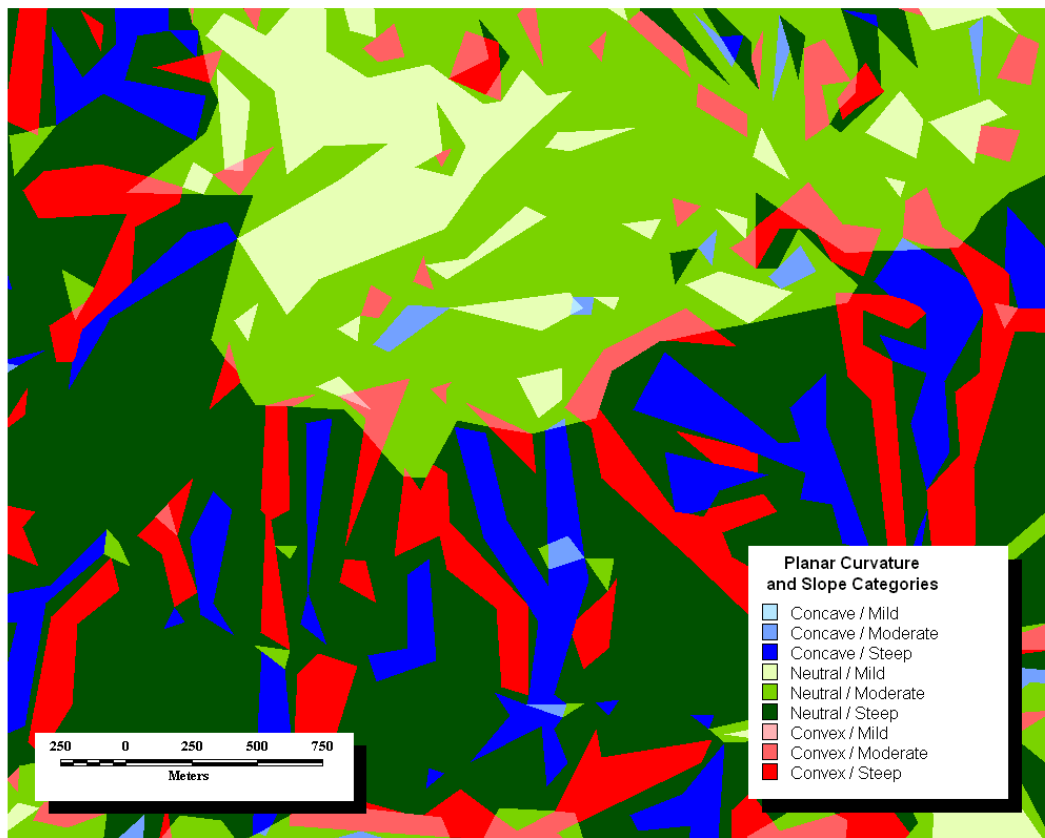 Planar Curvature
and Slope Categories
Concave / Mild
Concave / Moderate
Concave / Steep
Neutral / Mild
Neutral / Moderate
Neutral / Steep
Convex / Mild
Convex / Moderate
Convex / Steep
250 0 250 500 750
Meters